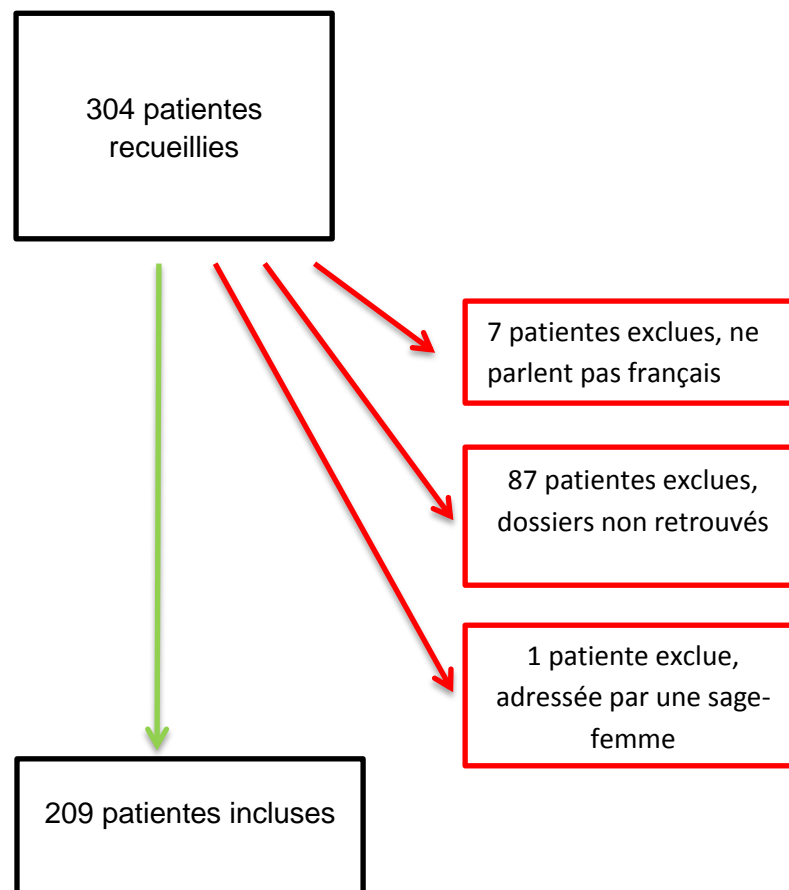 304 patientes
recueillies
7 patientes exclues, ne
parlent pas français
87 patientes exclues,
dossiers non retrouvés
1 patiente exclue,
adressée par une sage-
femme
209 patientes incluses